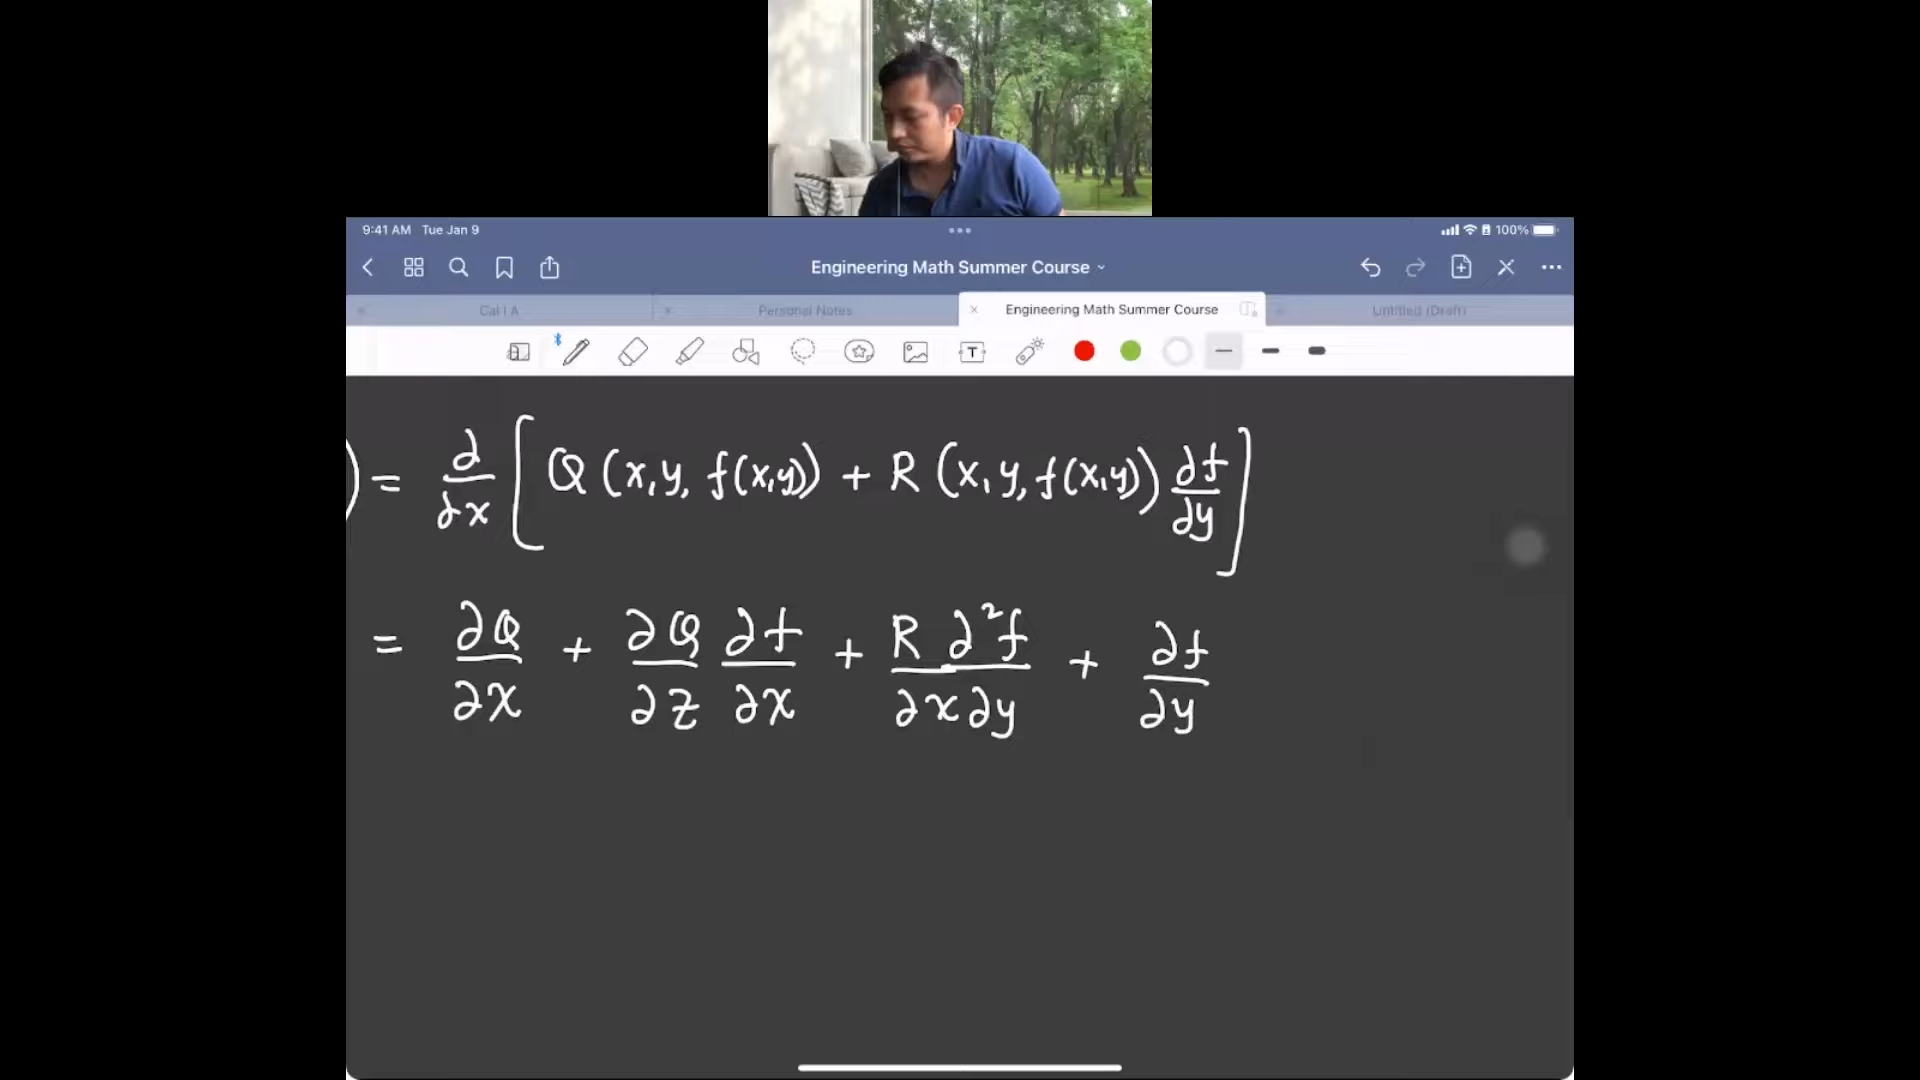 9:41 AM Tue Jan 9
100%
Engineering Math Summer Course
Cal I A
Personal Notes
Engineering Math Summer Course
Untitled (Draft)
T
) = ∂/∂x [ Q (x,y, f(x,y)) + R (x,y,f(x,y)) ∂f/∂y ]
= ∂Q/∂x + ∂Q/∂z ∂f/∂x + R ∂²f/∂x∂y + ∂f/∂y